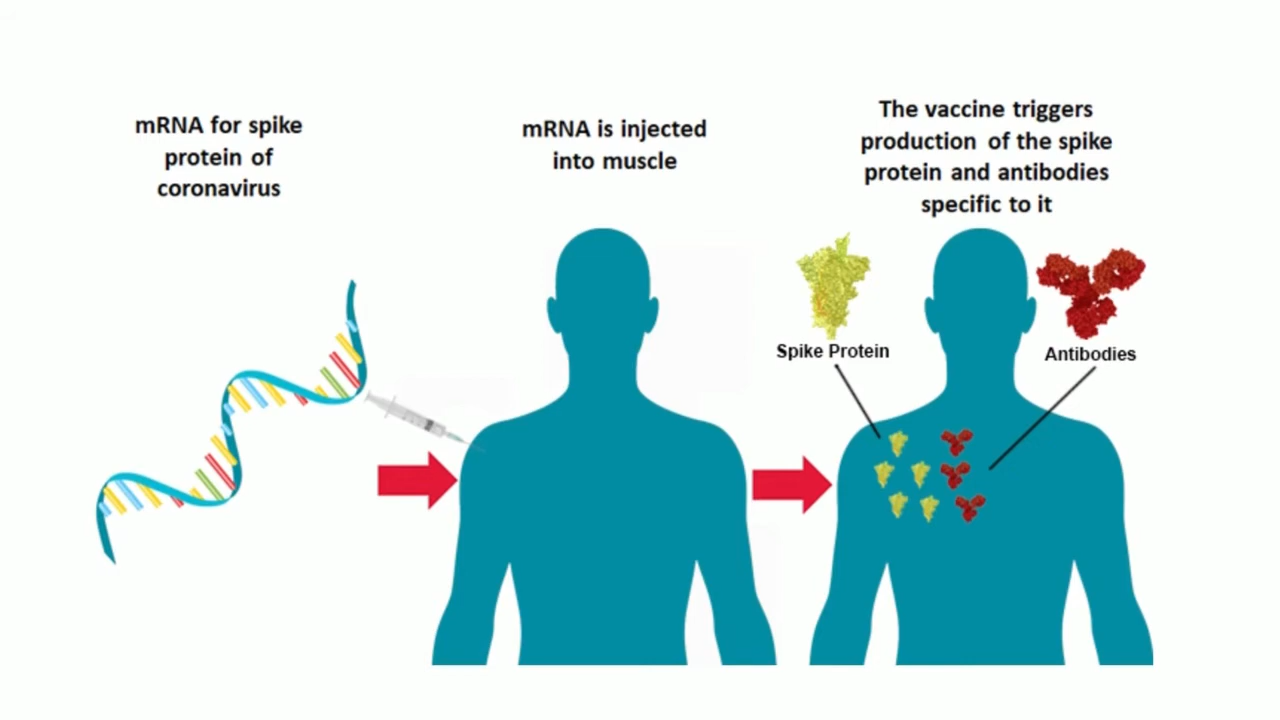 mRNA for spike
protein of
coronavirus
mRNA is injected
into muscle
The vaccine triggers
production of the spike
protein and antibodies
specific to it
Spike Protein
Antibodies